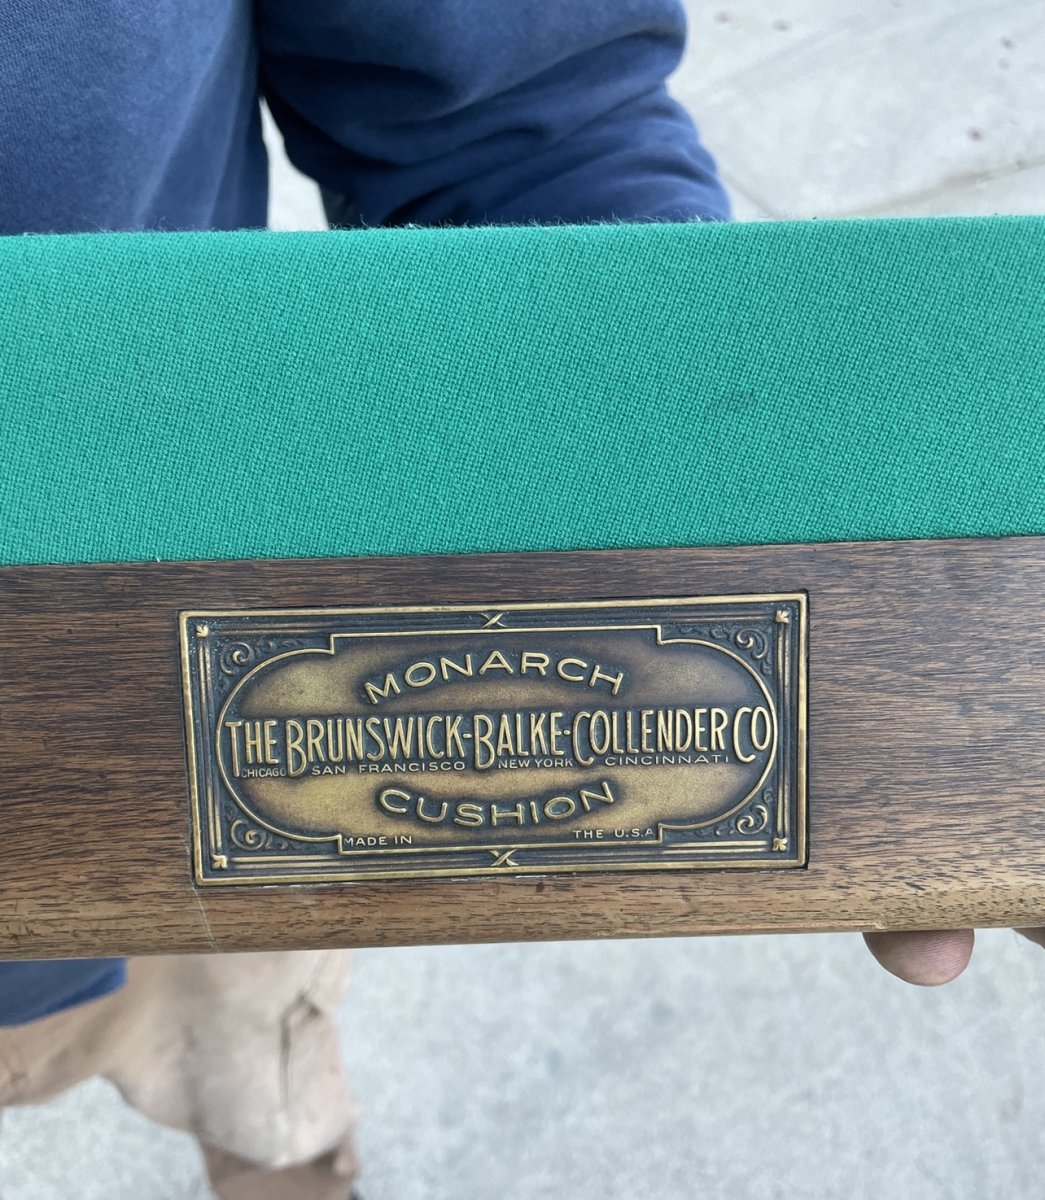 MONARCH
THE BRUNSWICK-BALKE-COLLENDER CO
CHICAGO SAN FRANCISCO NEW YORK CINCINNATI
CUSHION
MADE IN THE U.S.A